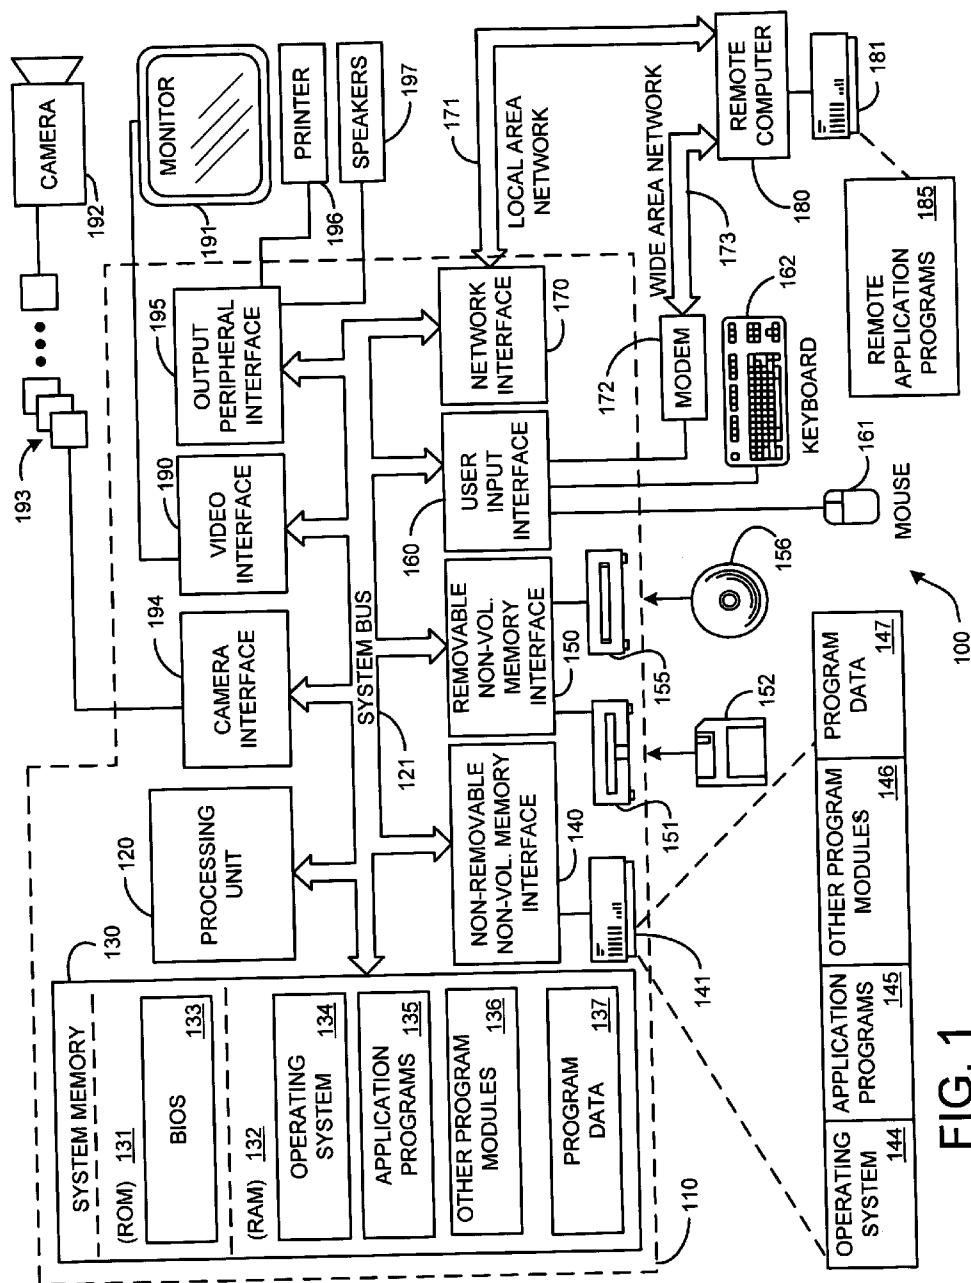 SYSTEM MEMORY
130
(ROM) 131
BIOS
133
(RAM) 132
OPERATING
SYSTEM
134
APPLICATION
PROGRAMS
135
OTHER PROGRAM
MODULES
136
PROGRAM
DATA
137
110
120
PROCESSING
UNIT
194
CAMERA
INTERFACE
190
VIDEO
INTERFACE
195
OUTPUT
PERIPHERAL
INTERFACE
193
CAMERA
192
MONITOR
191
PRINTER
196
SPEAKERS
197
SYSTEM BUS
121
NON-REMOVABLE
NON-VOL. MEMORY
INTERFACE
140
REMOVABLE
NON-VOL.
MEMORY
INTERFACE
150
USER
INPUT
INTERFACE
160
NETWORK
INTERFACE
170
171
LOCAL AREA
NETWORK
WIDE AREA NETWORK
173
172
MODEM
REMOTE
COMPUTER
180
181
141
151
155
152
156
MOUSE
161
KEYBOARD
162
REMOTE
APPLICATION
PROGRAMS
185
OPERATING
SYSTEM
144
APPLICATION
PROGRAMS
145
OTHER PROGRAM
MODULES
146
PROGRAM
DATA
147
100
FIG. 1